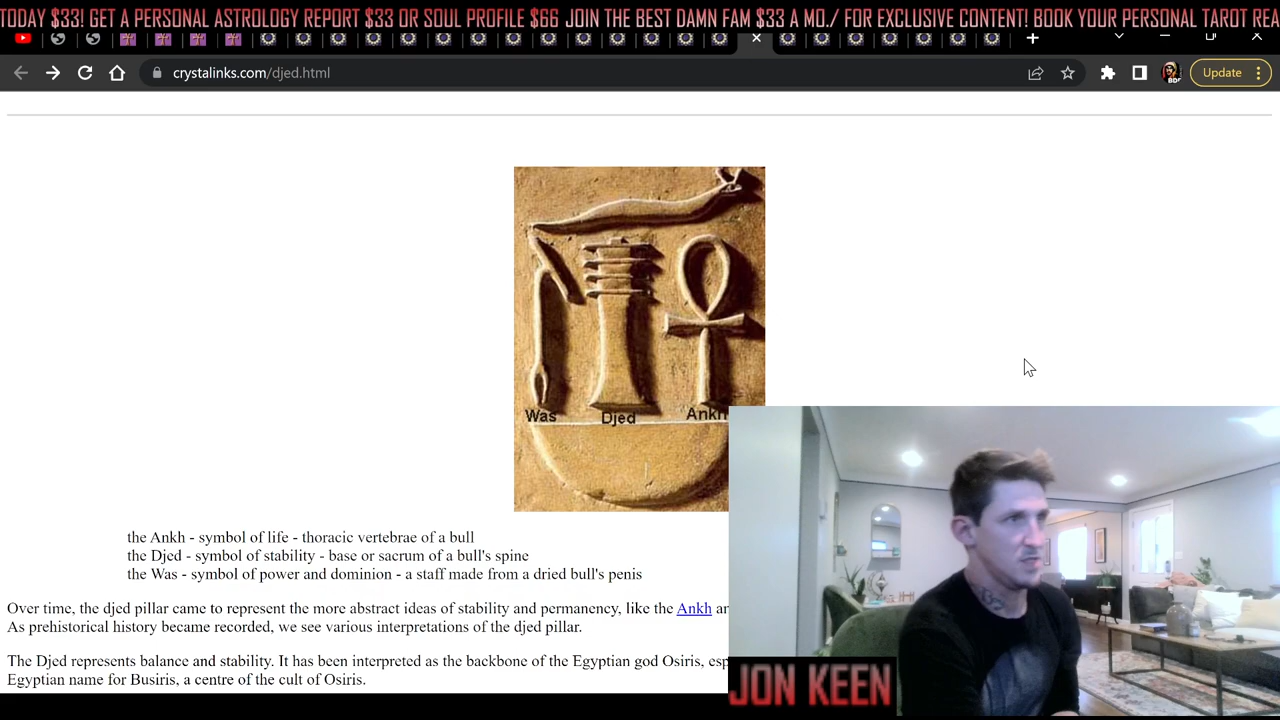 TODAY $33! GET A PERSONAL ASTROLOGY REPORT $33 OR SOUL PROFILE $66 JOIN THE BEST DAMN FAM $33 A MO./ FOR EXCLUSIVE CONTENT! BOOK YOUR PERSONAL TAROT REA
crystalinks.com/djed.html
Update
Was
Djed
Ankh
the Ankh - symbol of life - thoracic vertebrae of a bull
the Djed - symbol of stability - base or sacrum of a bull's spine
the Was - symbol of power and dominion - a staff made from a dried bull's penis
Over time, the djed pillar came to represent the more abstract ideas of stability and permanency, like the Ankh an
As prehistorical history became recorded, we see various interpretations of the djed pillar.
The Djed represents balance and stability. It has been interpreted as the backbone of the Egyptian god Osiris, esp
Egyptian name for Busiris, a centre of the cult of Osiris.
JON KEEN